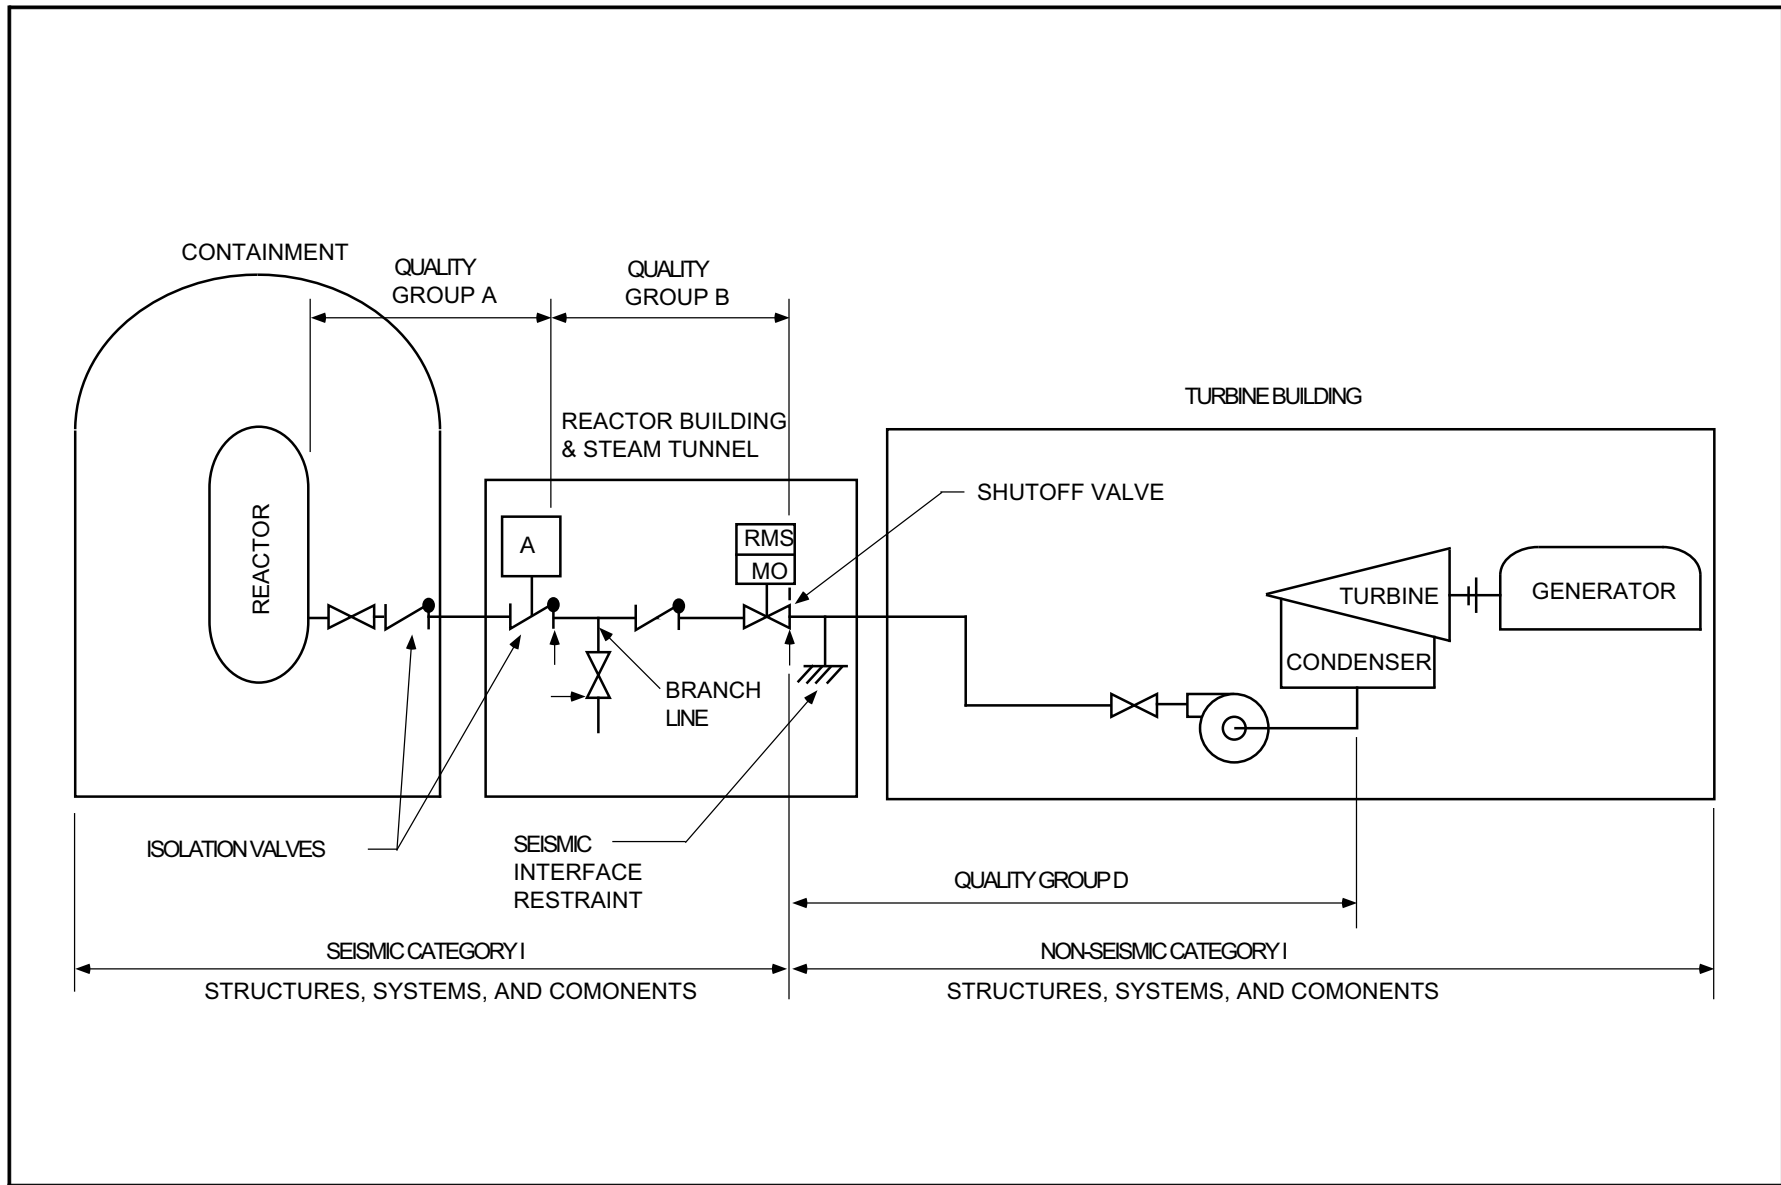 CONTAINMENT
QUALITY
GROUP A
QUALITY
GROUP B
TURBINE BUILDING
REACTOR BUILDING
& STEAM TUNNEL
SHUTOFF VALVE
REACTOR
A
RMS
MO
TURBINE
GENERATOR
CONDENSER
BRANCH
LINE
ISOLATION VALVES
SEISMIC
INTERFACE
RESTRAINT
QUALITY GROUP D
SEISMIC CATEGORY I
STRUCTURES, SYSTEMS, AND COMONENTS
NON-SEISMIC CATEGORY I
STRUCTURES, SYSTEMS, AND COMONENTS